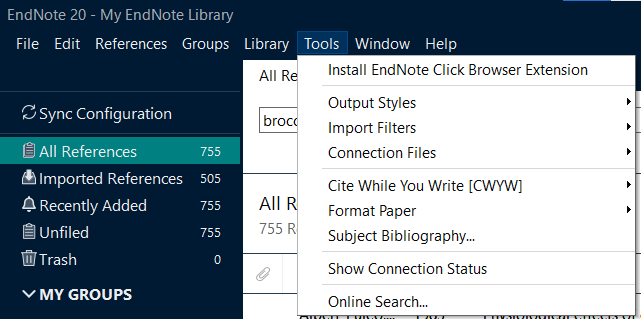 EndNote 20 - My EndNote Library
File Edit References Groups Library Tools Window Help
All Re
Install EndNote Click Browser Extension
Sync Configuration
Output Styles
broco
Import Filters
All References 755
Connection Files
Imported References 505
Cite While You Write [CWYW]
Recently Added 755
All R
Format Paper
755 R
Unfiled 755
Subject Bibliography...
Trash 0
Show Connection Status
MY GROUPS
Online Search...